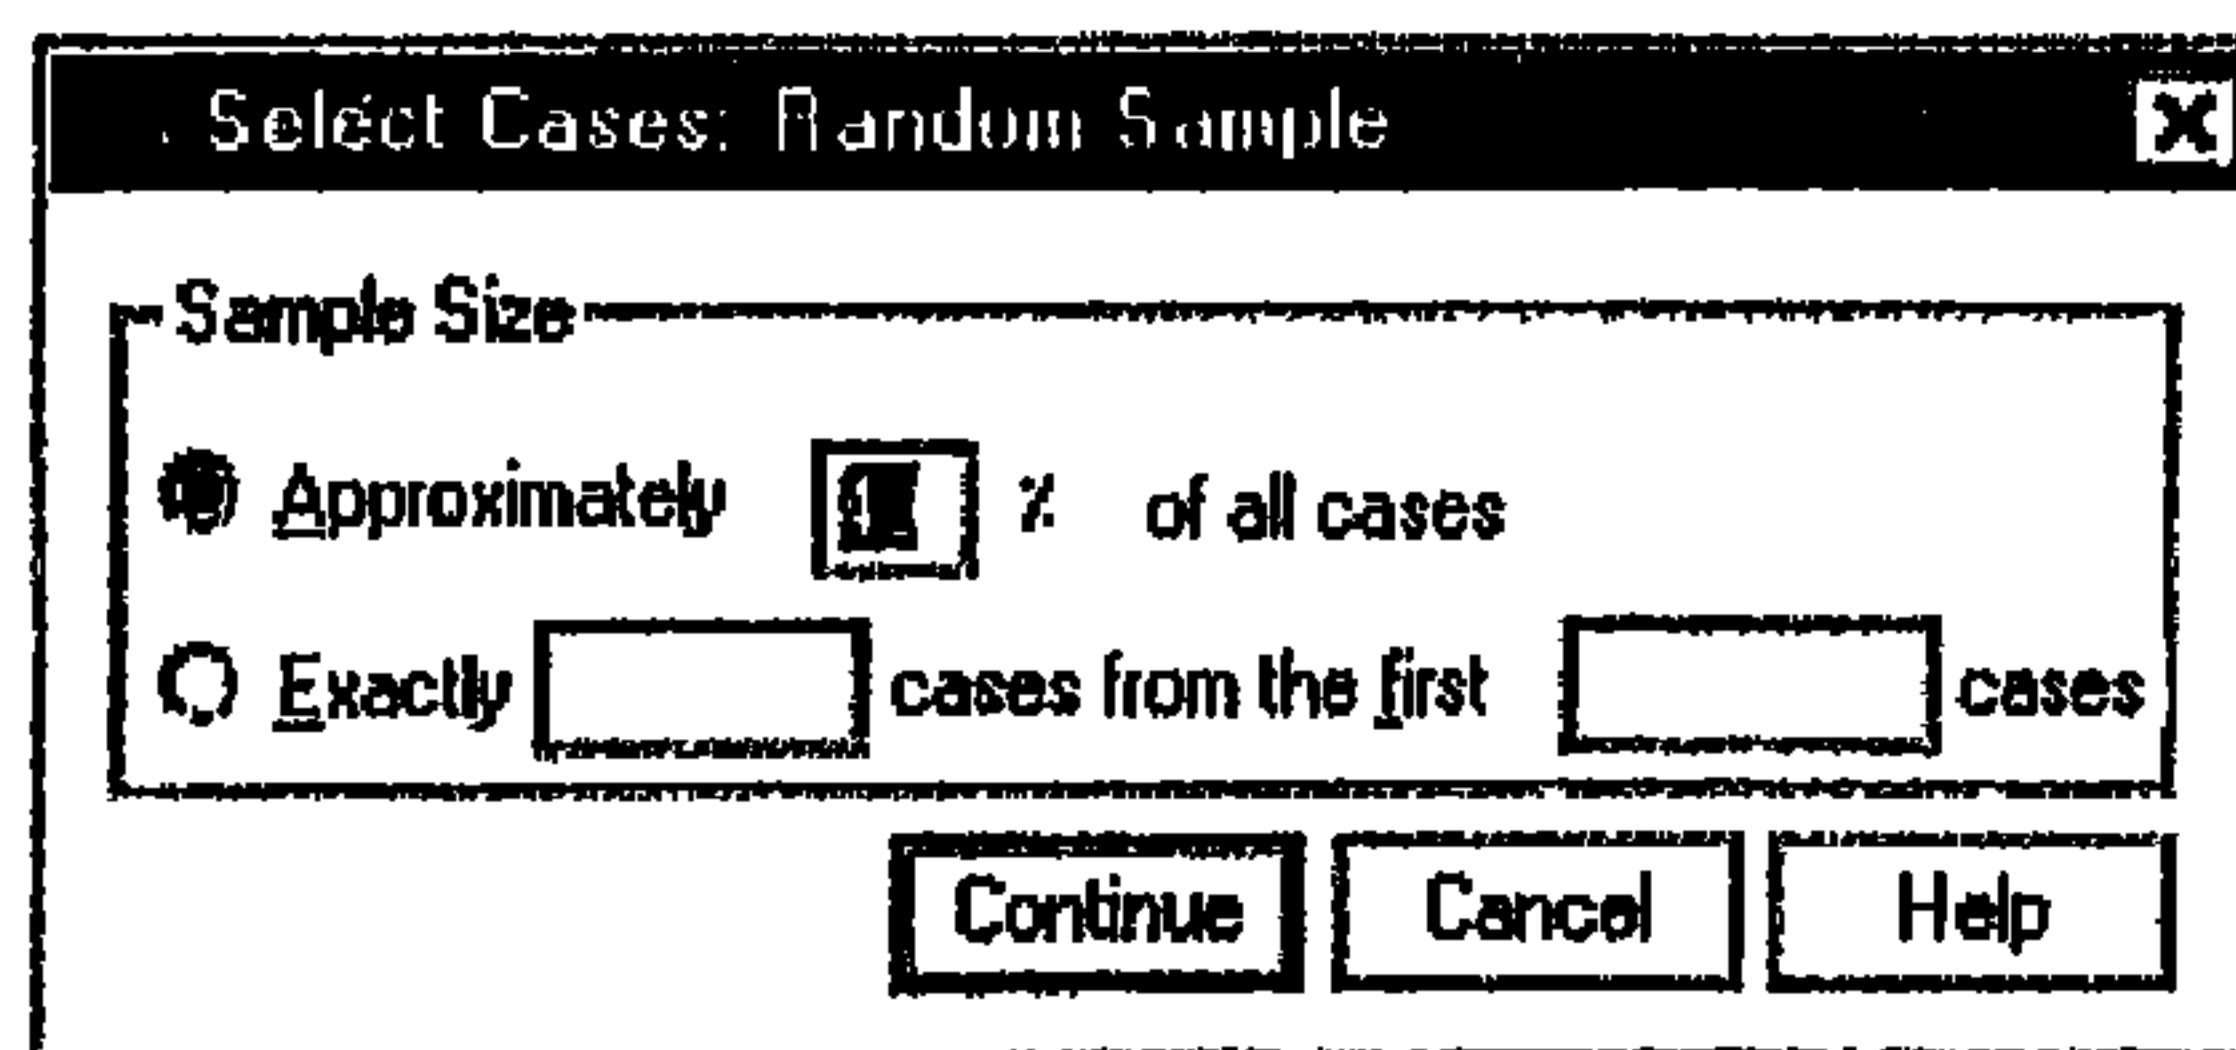 Select Cases: Random Sample
Sample Size
Approximately % of all cases
Exactly cases from the first cases
Continue Cancel Help